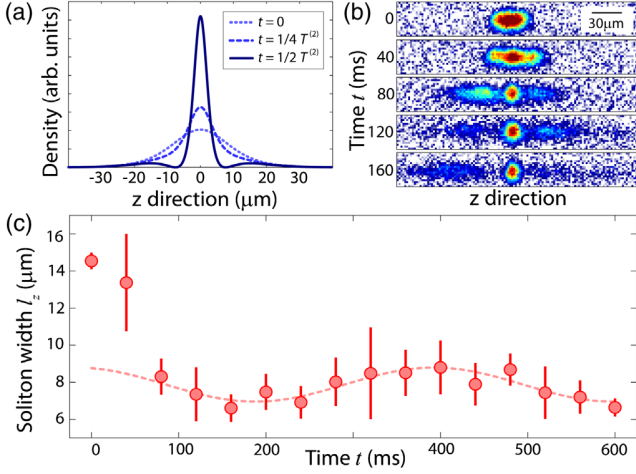 (a)
Density (arb. units)
t = 0
t = 1/4 T(2)
t = 1/2 T(2)
-30 -20 -10 0 10 20 30
z direction (μm)
(b)
Time t (ms)
0
40
80
120
160
30μm
z direction
(c)
Soliton width lz (μm)
16
14
12
10
8
6
0 100 200 300 400 500 600
Time t (ms)